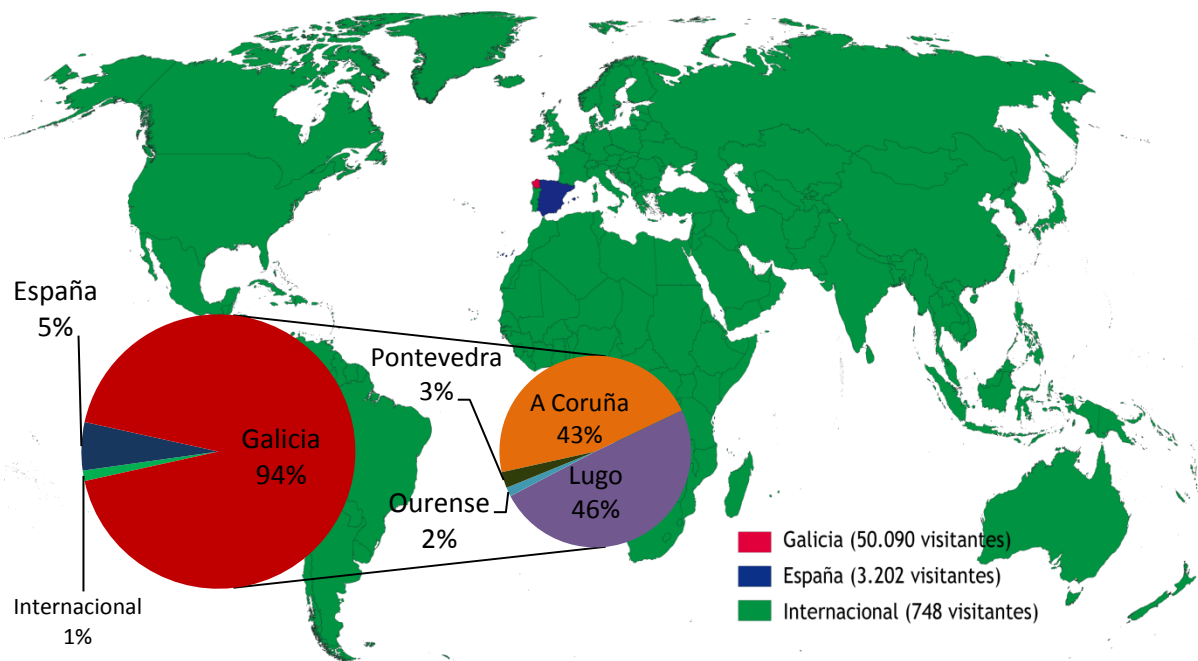 España
5%
Galicia
94%
Internacional
1%
Pontevedra
3%
A Coruña
43%
Lugo
46%
Ourense
2%
Galicia (50.090 visitantes)
España (3.202 visitantes)
Internacional (748 visitantes)